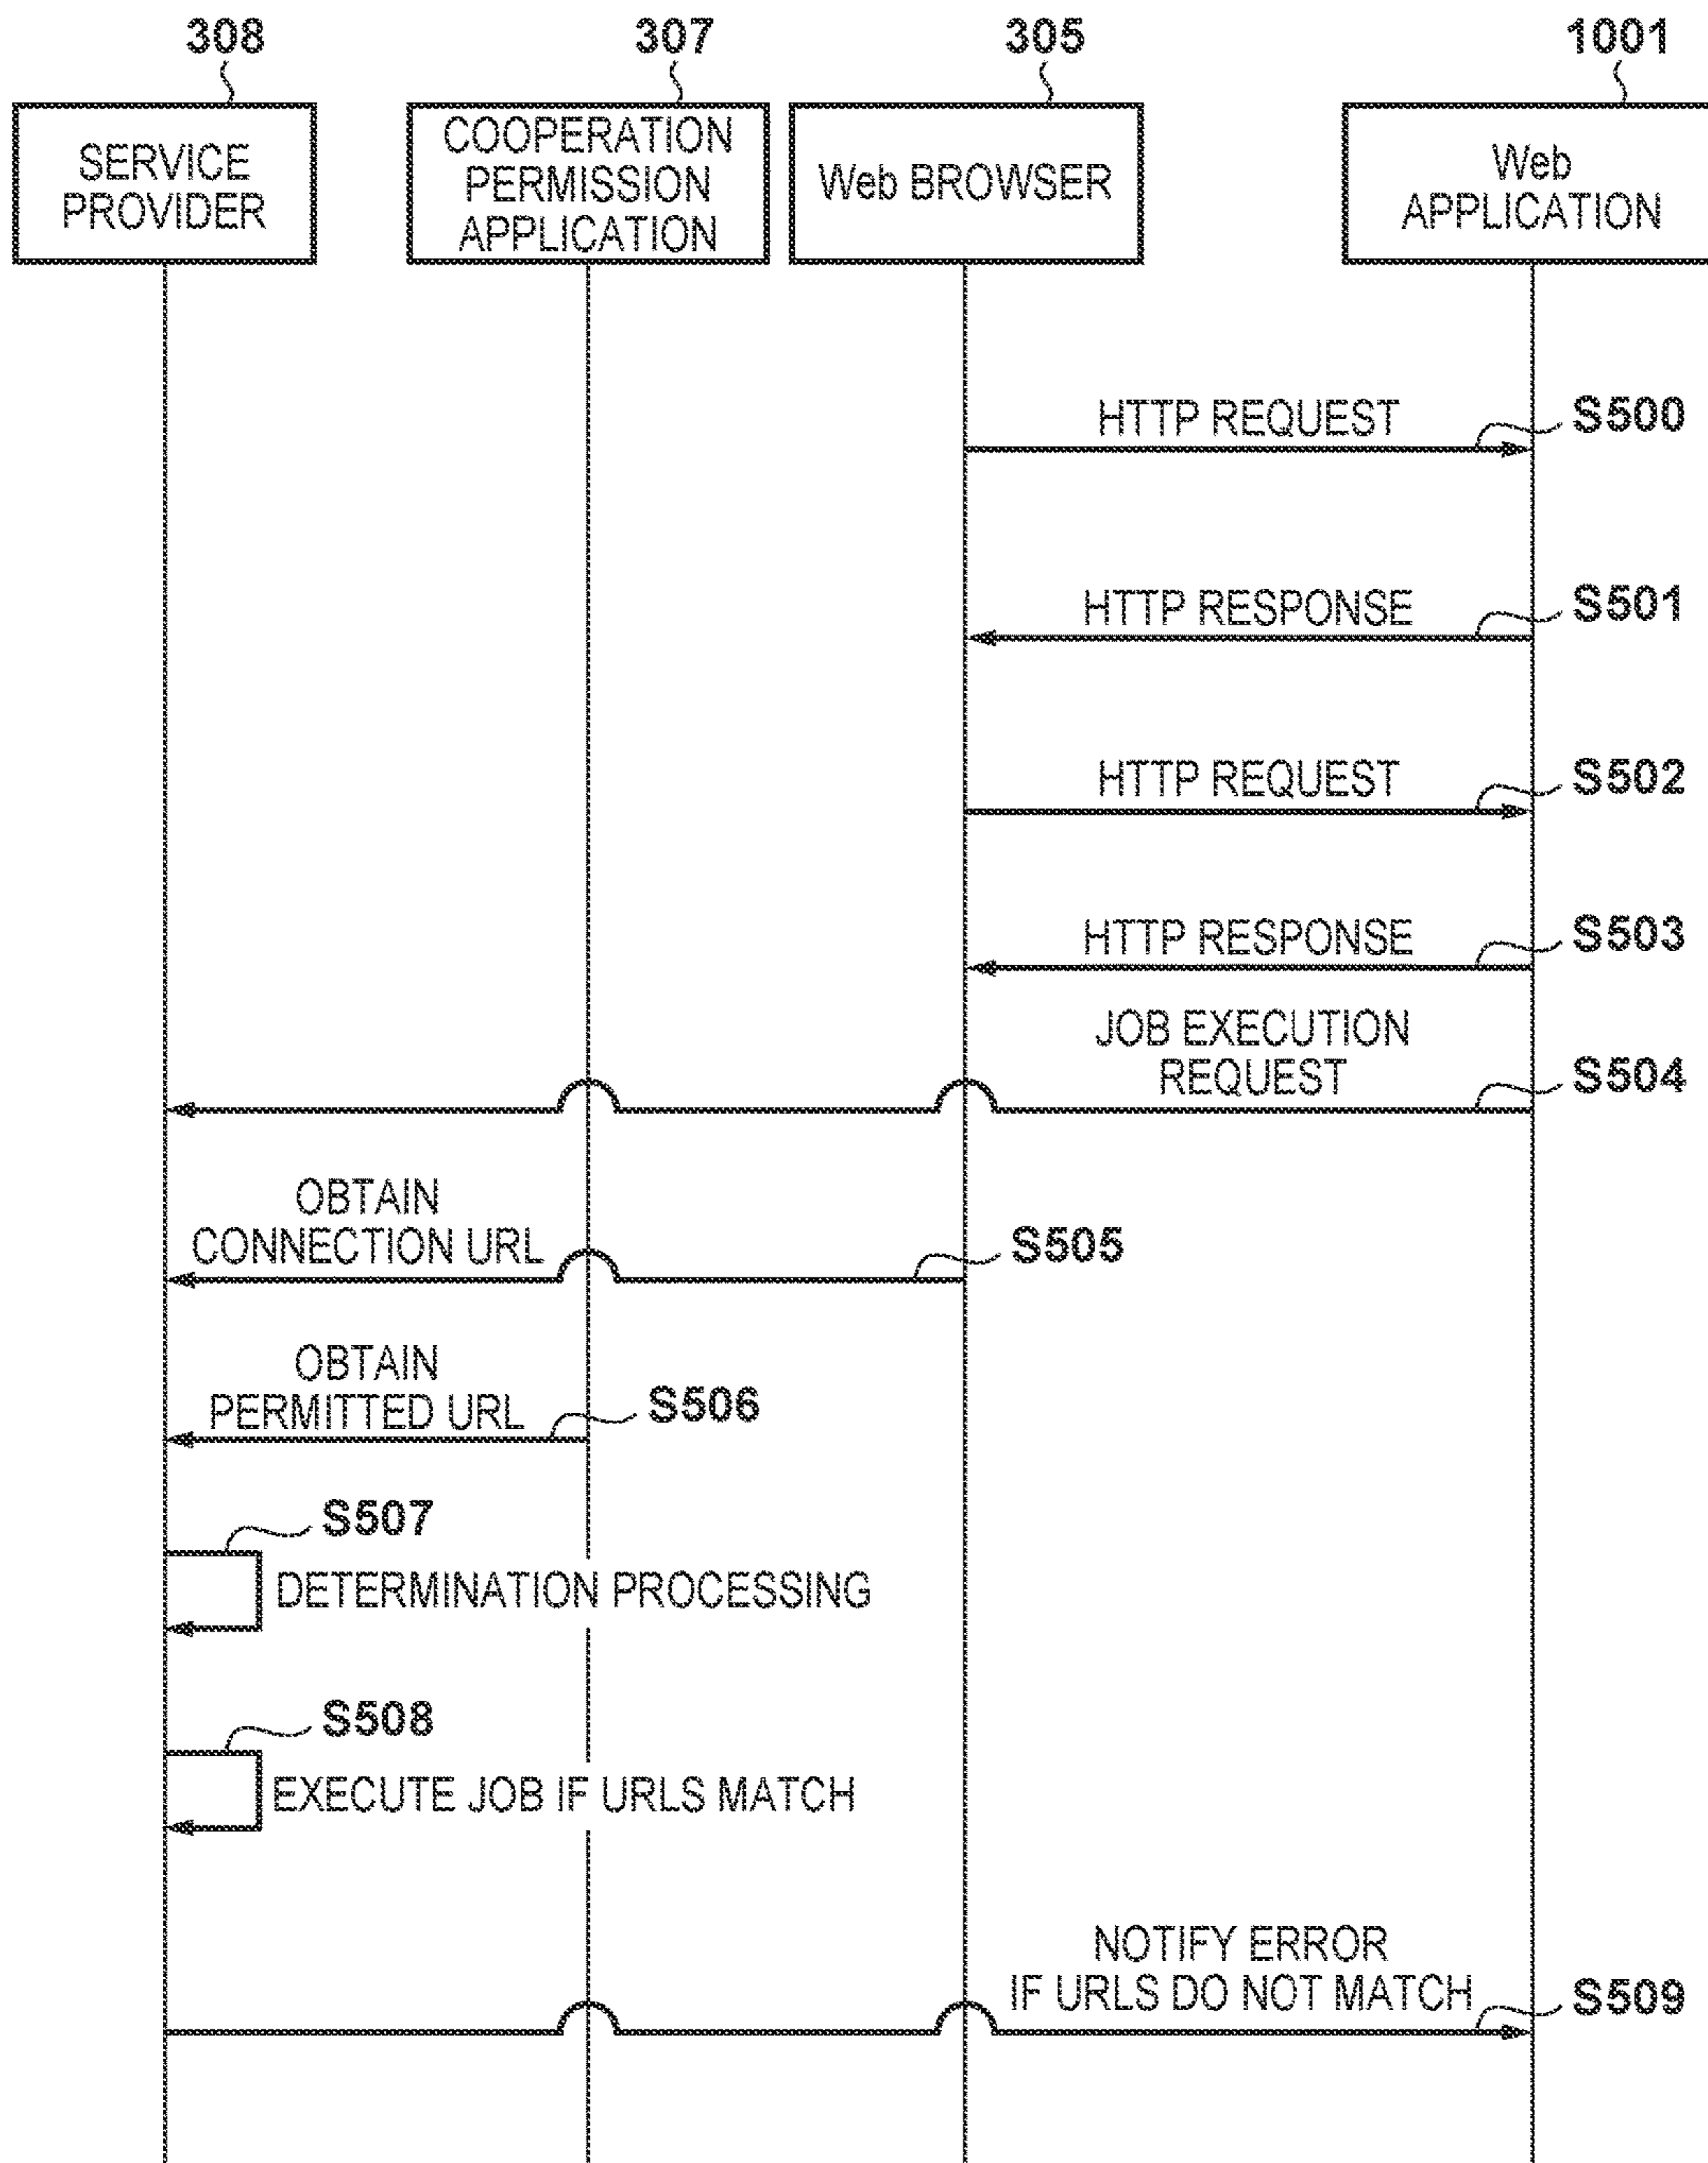 308
307
305
1001
SERVICE
PROVIDER
COOPERATION
PERMISSION
APPLICATION
Web BROWSER
Web
APPLICATION
HTTP REQUEST
S500
HTTP RESPONSE
S501
HTTP REQUEST
S502
HTTP RESPONSE
S503
JOB EXECUTION
REQUEST
S504
OBTAIN
CONNECTION URL
S505
OBTAIN
PERMITTED URL
S506
S507
DETERMINATION PROCESSING
S508
EXECUTE JOB IF URLS MATCH
NOTIFY ERROR
IF URLS DO NOT MATCH
S509